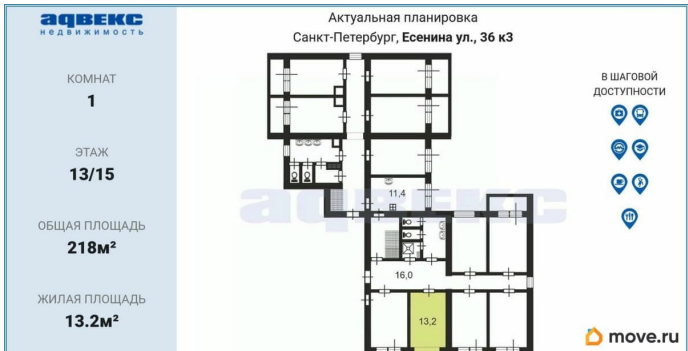 адвекс
недвижимость
КОМНАТ
1
ЭТАЖ
13/15
ОБЩАЯ ПЛОЩАДЬ
218м²
ЖИЛАЯ ПЛОЩАДЬ
13.2м²
Актуальная планировка
Санкт-Петербург, Есенина ул., 36 к3
адвекс
11,4
16,0
13,2
В ШАГОВОЙ
ДОСТУПНОСТИ
move.ru